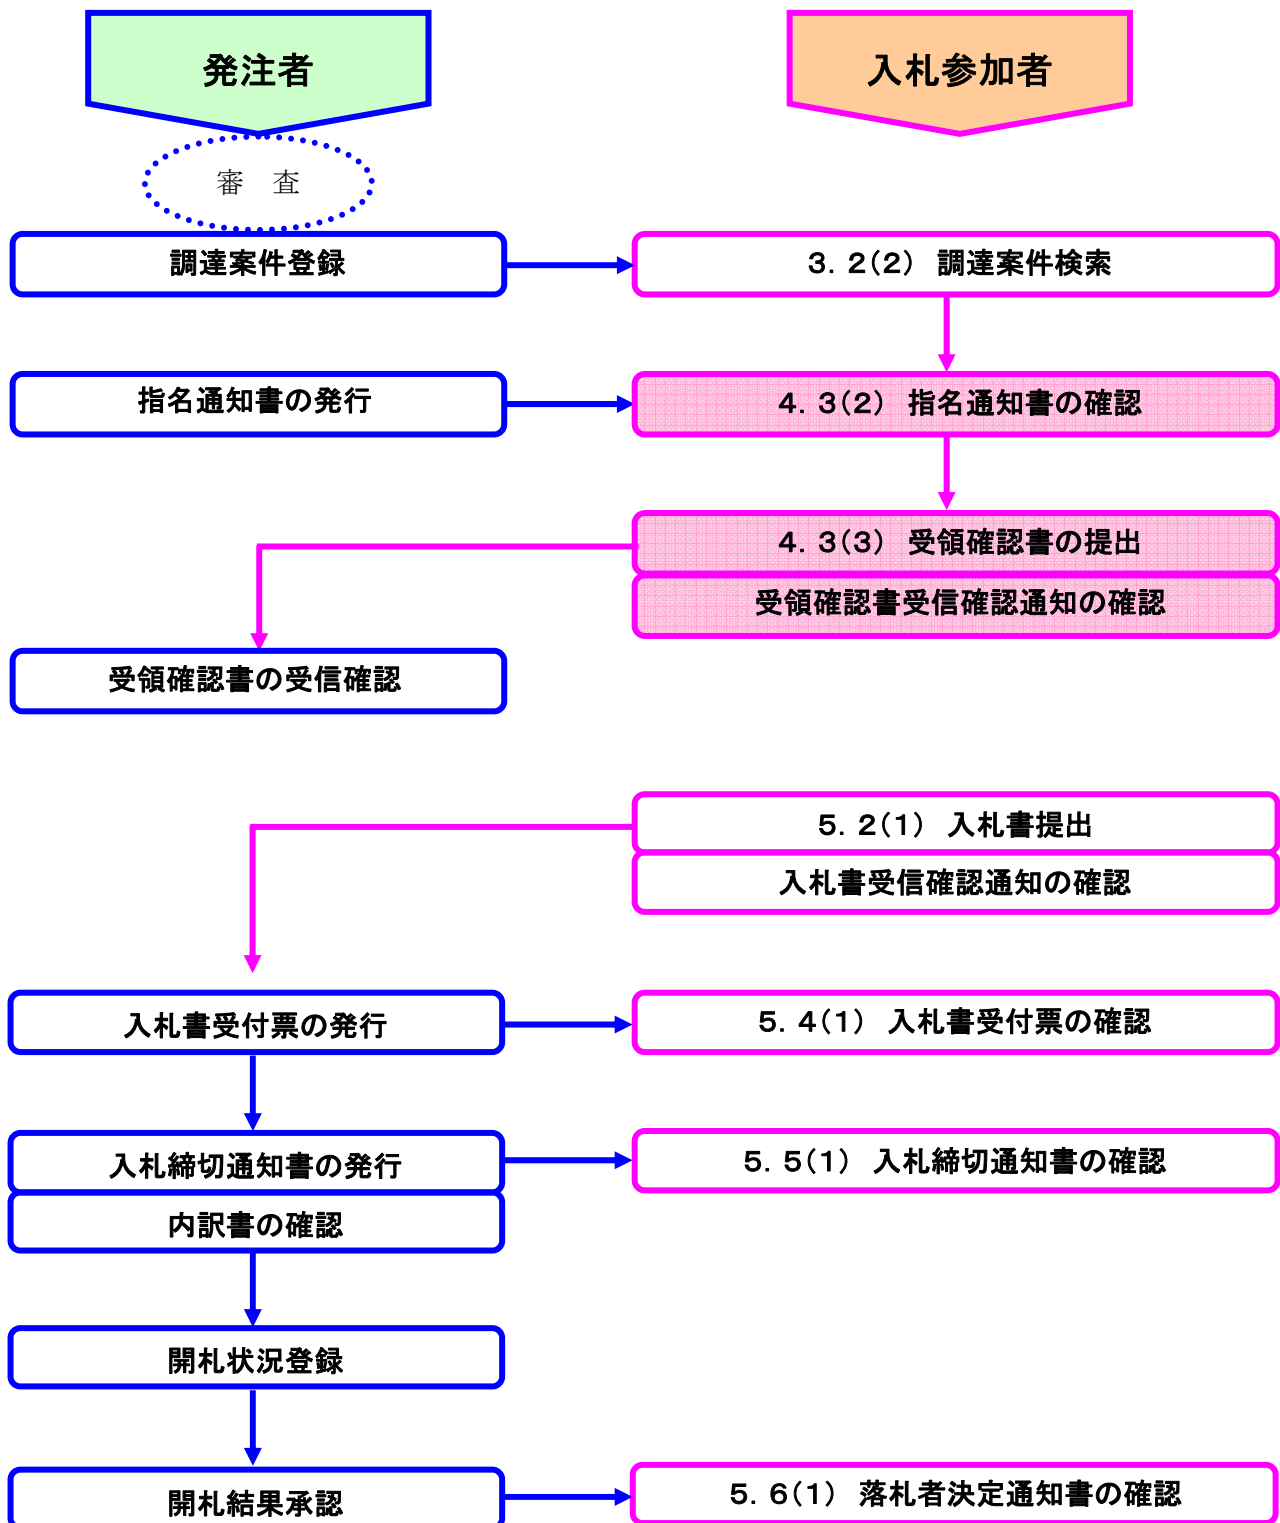 発注者
入札参加者
審　査
調達案件登録
３．２（２） 調達案件検索
指名通知書の発行
４．３（２） 指名通知書の確認
４．３（３） 受領確認書の提出
受領確認書受信確認通知の確認
受領確認書の受信確認
５．２（１） 入札書提出
入札書受信確認通知の確認
入札書受付票の発行
５．４（１） 入札書受付票の確認
入札締切通知書の発行
５．５（１） 入札締切通知書の確認
内訳書の確認
開札状況登録
開札結果承認
５．６（１） 落札者決定通知書の確認